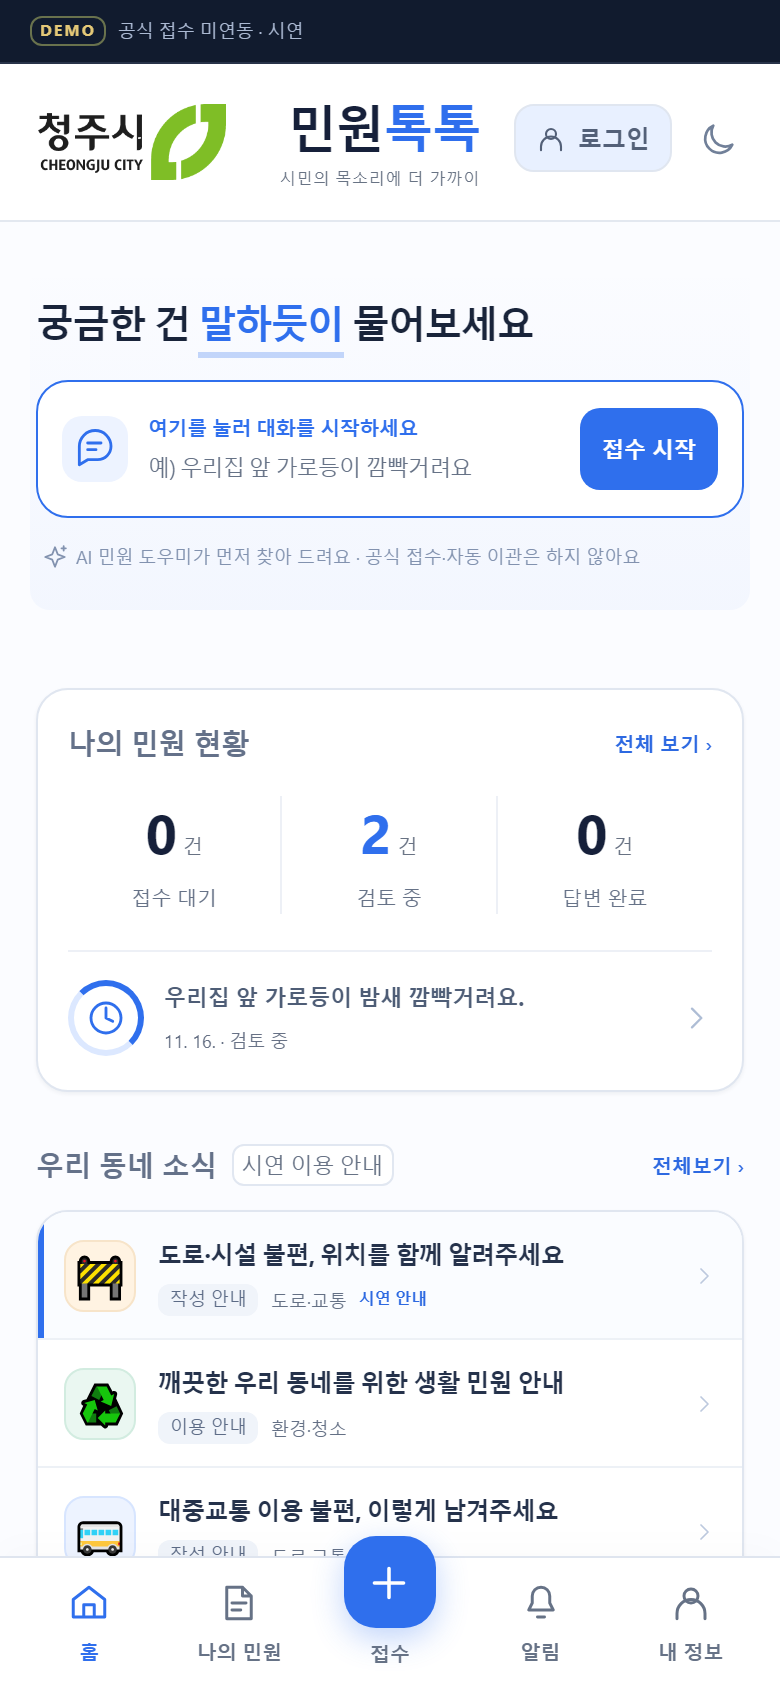 DEMO 공식 접수 미연동 · 시연
청주시
CHEONGJU CITY
민원톡톡
시민의 목소리에 더 가까이
로그인
궁금한 건 말하듯이 물어보세요
여기를 눌러 대화를 시작하세요
예) 우리집 앞 가로등이 깜빡거려요
접수 시작
AI 민원 도우미가 먼저 찾아 드려요 · 공식 접수·자동 이관은 하지 않아요
나의 민원 현황
전체 보기 ›
0 건
접수 대기
2 건
검토 중
0 건
답변 완료
우리집 앞 가로등이 밤새 깜빡거려요.
11. 16. · 검토 중
우리 동네 소식
시연 이용 안내
전체보기 ›
도로·시설 불편, 위치를 함께 알려주세요
작성 안내 도로·교통 시연 안내
깨끗한 우리 동네를 위한 생활 민원 안내
이용 안내 환경·청소
대중교통 이용 불편, 이렇게 남겨주세요
작성 안내 도로·교통
홈
나의 민원
접수
알림
내 정보